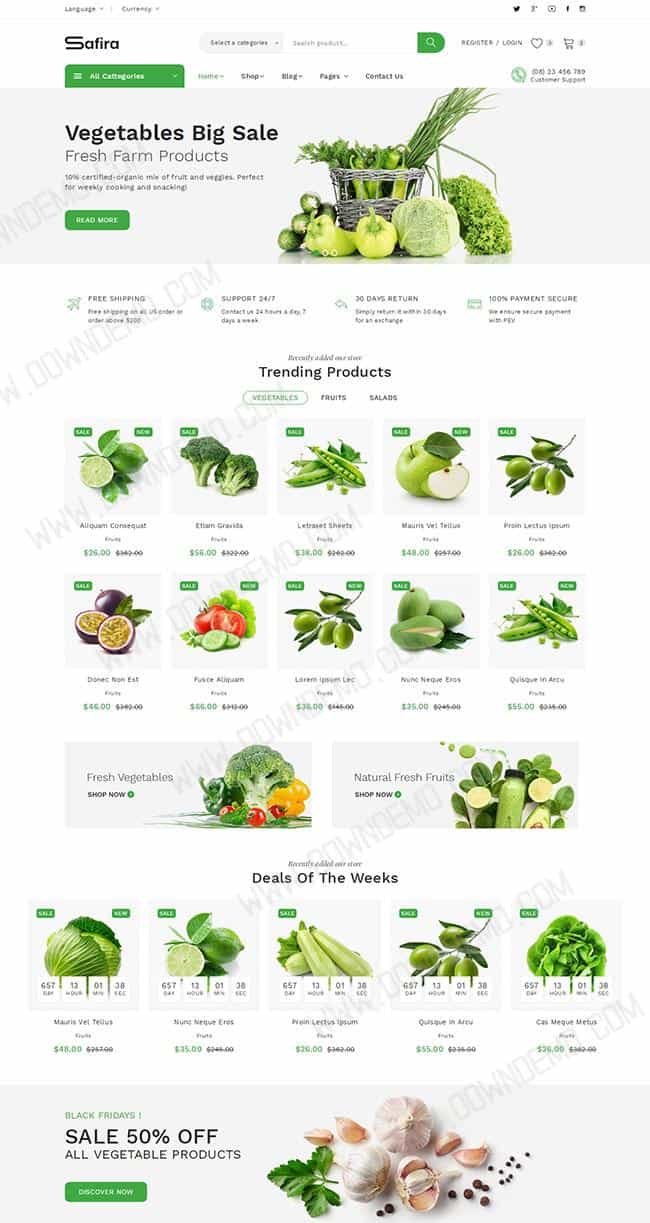 Language
Currency
Safira
Select a categories
Search product...
REGISTER / LOGIN
3
3
All Cattegories
Home
Shop
Blog
Pages
Contact Us
(08) 23 456 789
Customer Support
Vegetables Big Sale
Fresh Farm Products
10% certifled-organic mix of fruit and veggies. Perfect
for weekly cooking and snacking!
READ MORE
FREE SHIPPING
Free shipping on all US order or
order above $200
SUPPORT 24/7
Contact us 24 hours a day, 7
days a week
30 DAYS RETURN
Simply return it within 30 days
for an exchange
100% PAYMENT SECURE
We ensure secure payment
with PEV
Recently added our store
Trending Products
VEGETABLES FRUITS SALADS
SALE NEW SALE SALE SALE NEW SALE
Aliquam Consequat
Fruits
$26.00 $362.00
Etiam Gravida
Fruits
$56.00 $322.00
Letraset Sheets
Fruits
$38.00 $262.00
Mauris Vel Tellus
Fruits
$48.00 $257.00
Proin Lectus Ipsum
Fruits
$26.00 $362.00
SALE SALE NEW SALE NEW SALE SALE NEW
Donec Non Est
Fruits
$46.00 $382.00
Fusce Aliquam
Fruits
$66.00 $312.00
Lorem Ipsum Lec
Fruits
$36.00 $145.00
Nunc Neque Eros
Fruits
$35.00 $245.00
Quisque In Arcu
Fruits
$55.00 $235.00
Fresh Vegetables
SHOP NOW
Natural Fresh Fruits
SHOP NOW
Recently added our store
Deals Of The Weeks
SALE NEW SALE SALE SALE NEW SALE
657 13 01 38
DAY HOUR MIN SEC
657 13 01 38
DAY HOUR MIN SEC
657 13 01 38
DAY HOUR MIN SEC
657 13 01 38
DAY HOUR MIN SEC
657 13 01 38
DAY HOUR MIN SEC
Mauris Vel Tellus
Fruits
$48.00 $257.00
Nunc Neque Eros
Fruits
$35.00 $245.00
Proin Lectus Ipsum
Fruits
$26.00 $362.00
Quisque In Arcu
Fruits
$55.00 $235.00
Cas Meque Metus
Fruits
$26.00 $362.00
BLACK FRIDAYS !
SALE 50% OFF
ALL VEGETABLE PRODUCTS
DISCOVER NOW
WWW.DOWNDEMO.COM